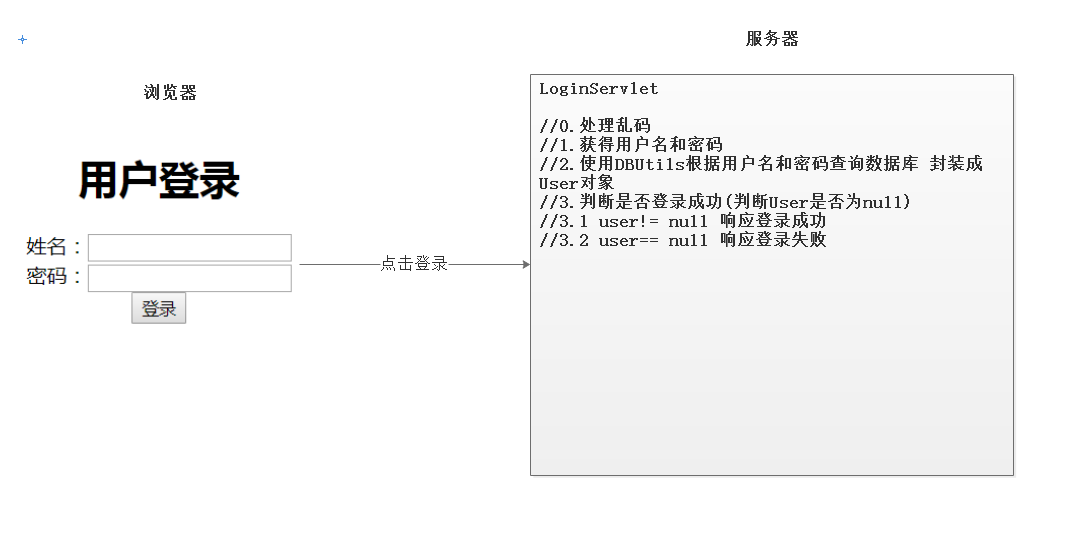 服务器
浏览器
用户登录
姓名：
密码：
登录
点击登录
LoginServlet
//0.处理乱码
//1.获得用户名和密码
//2.使用DBUtils根据用户名和密码查询数据库 封装成
User对象
//3.判断是否登录成功(判断User是否为null)
//3.1 user!= null 响应登录成功
//3.2 user== null 响应登录失败